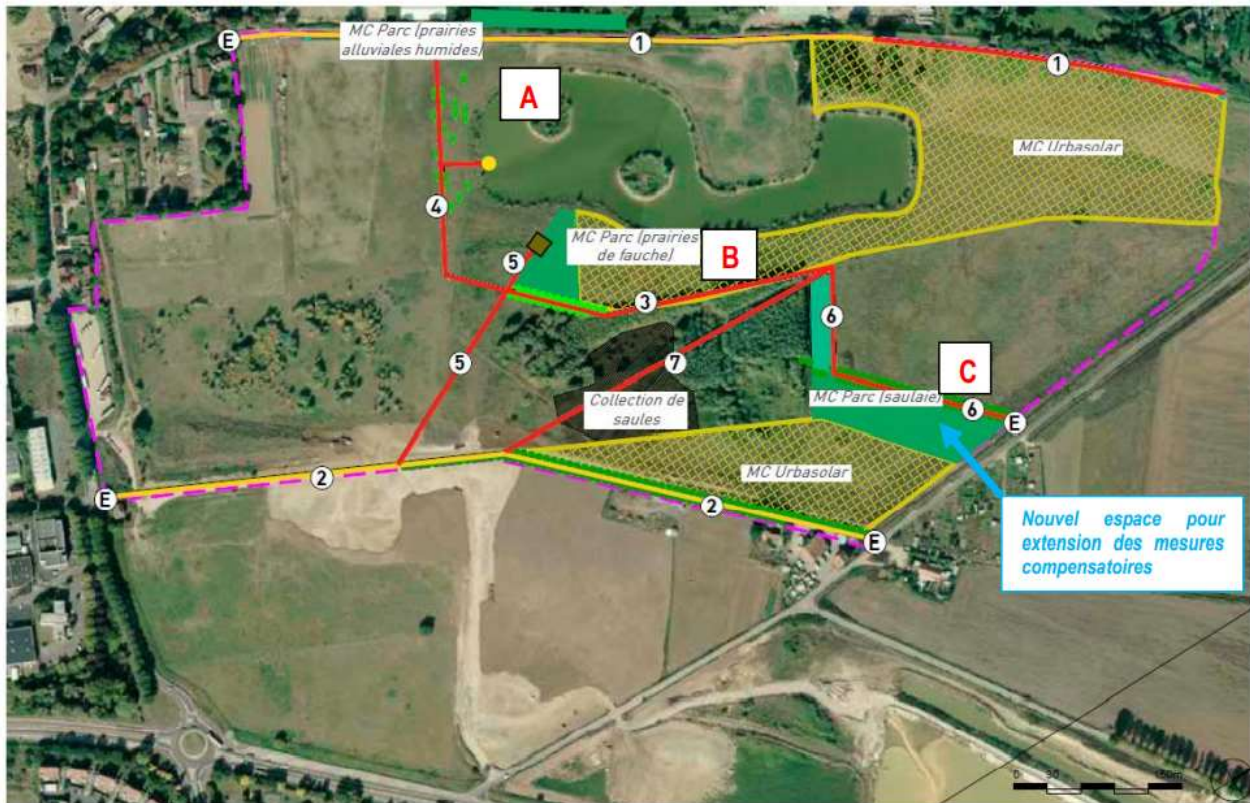 MC Parc (prairies
alluviales humides)
E
1
1
A
MC Urbasolar
4
MC Parc (prairies
de fauche)
B
5
3
6
5
7
C
Collection de
saules
MC Parc (saulaie)
6
E
MC Urbasolar
2
E
2
E
Nouvel espace pour
extension des mesures
compensatoires
0